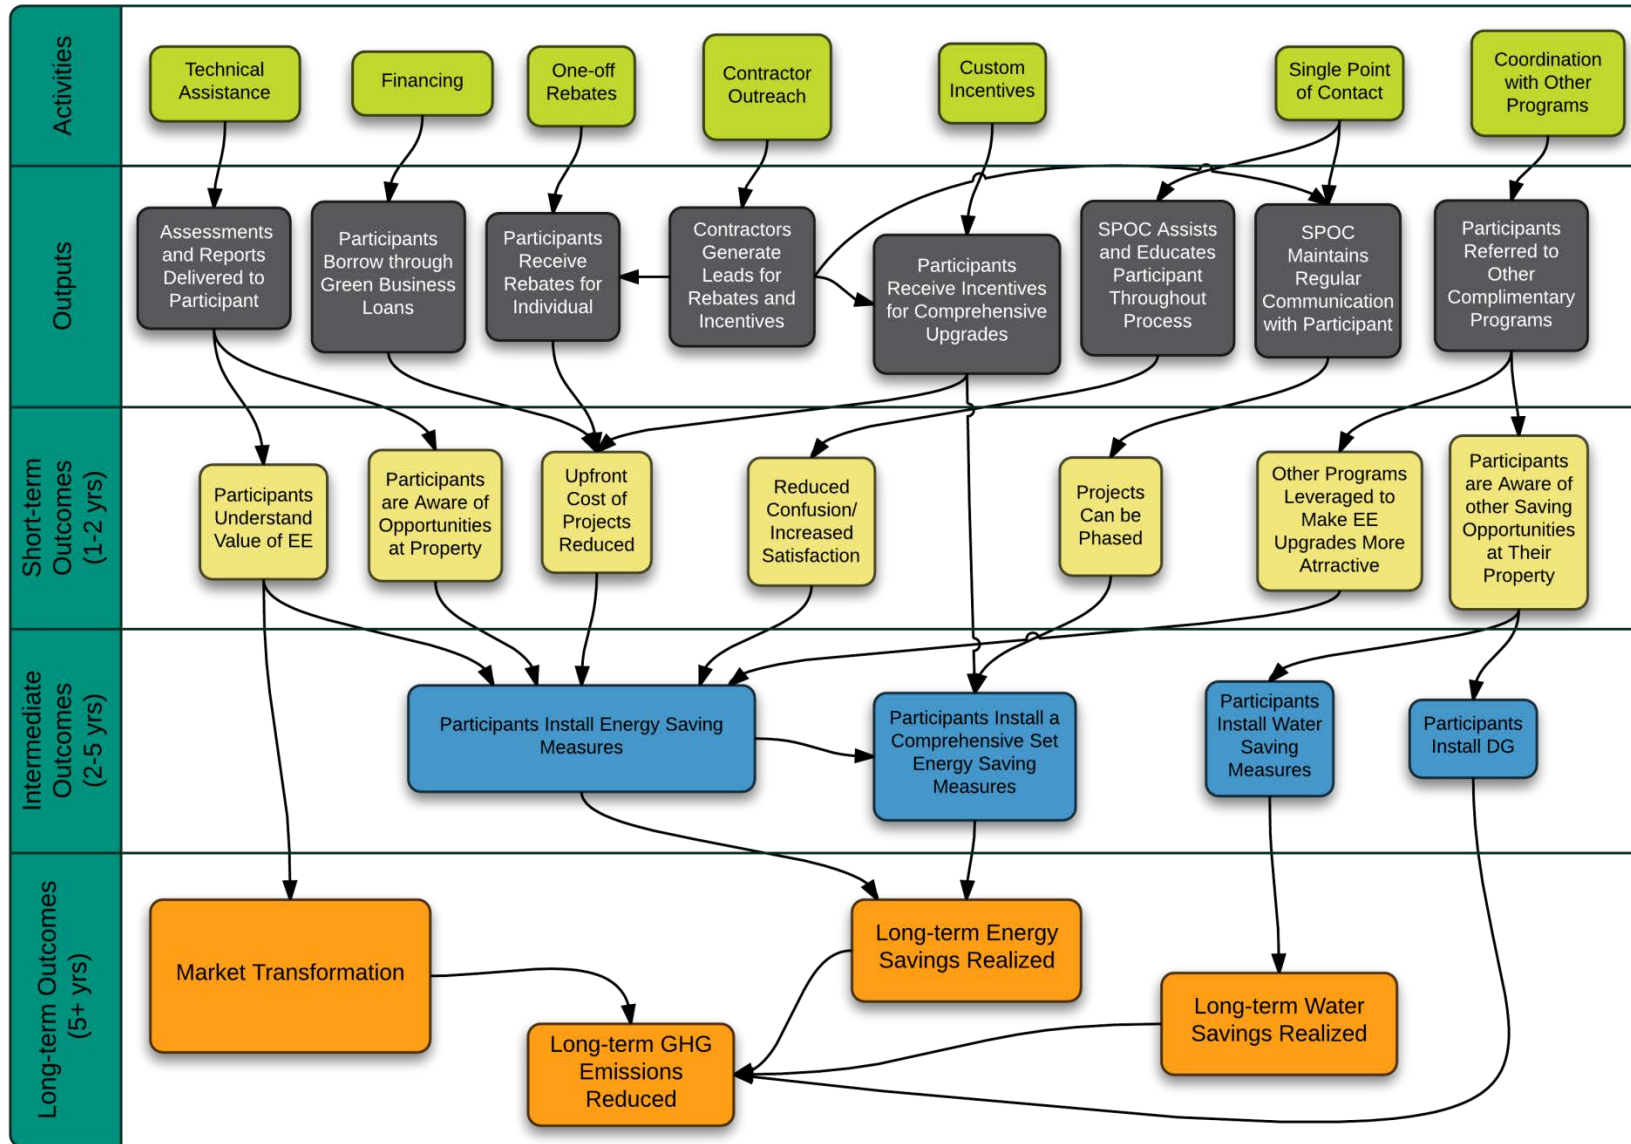 Activities
Technical
Assistance
Financing
One-off
Rebates
Contractor
Outreach
Custom
Incentives
Single Point
of Contact
Coordination
with Other
Programs
Outputs
Assessments
and Reports
Delivered to
Participant
Participants
Borrow through
Green Business
Loans
Participants
Receive
Rebates for
Individual
Contractors
Generate
Leads for
Rebates and
Incentives
Participants
Receive Incentives
for Comprehensive
Upgrades
SPOC Assists
and Educates
Participant
Throughout
Process
SPOC
Maintains
Regular
Communication
with Participant
Participants
Referred to
Other
Complimentary
Programs
Short-term
Outcomes
(1-2 yrs)
Participants
Understand
Value of EE
Participants
are Aware of
Opportunities
at Property
Upfront
Cost of
Projects
Reduced
Reduced
Confusion/
Increased
Satisfaction
Projects
Can be
Phased
Other Programs
Leveraged to
Make EE
Upgrades More
Atrractive
Participants
are Aware of
other Saving
Opportunities
at Their
Property
Intermediate
Outcomes
(2-5 yrs)
Participants Install Energy Saving
Measures
Participants Install a
Comprehensive Set
Energy Saving
Measures
Participants
Install Water
Saving
Measures
Participants
Install DG
Long-term Outcomes
(5+ yrs)
Market Transformation
Long-term GHG
Emissions
Reduced
Long-term Energy
Savings Realized
Long-term Water
Savings Realized